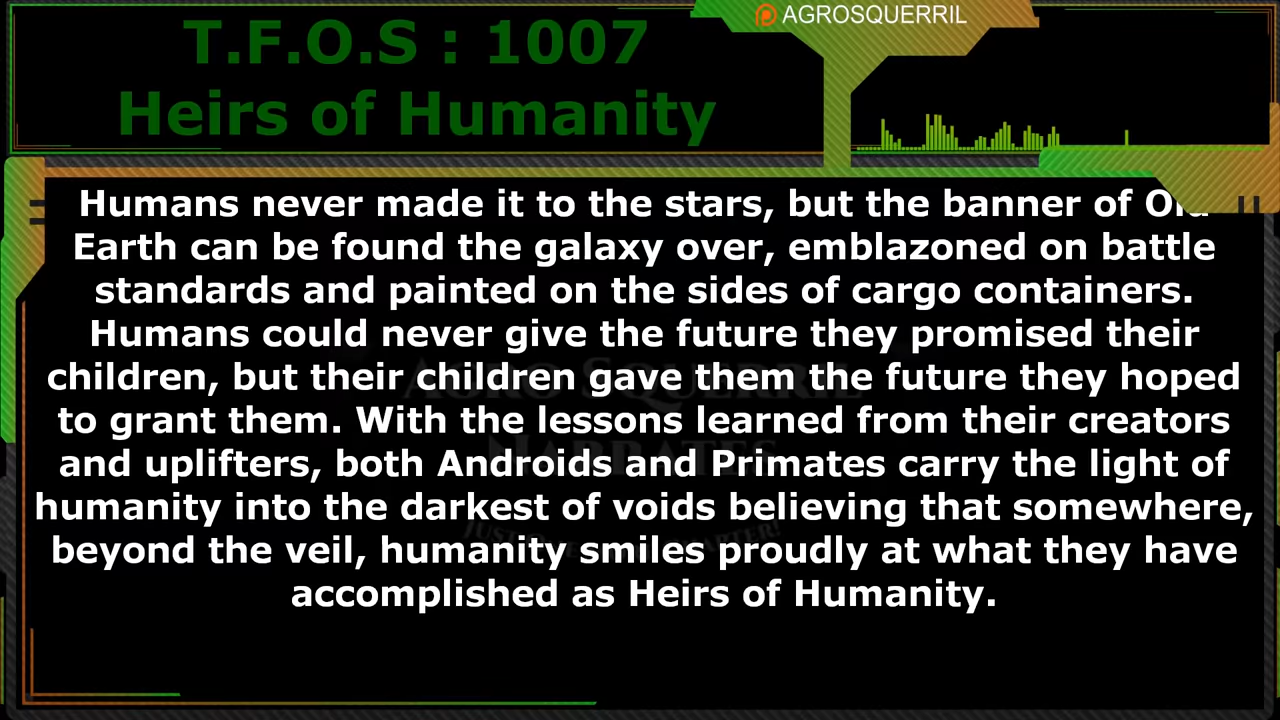 AGROSQUERRIL
T.F.O.S : 1007
Heirs of Humanity
Humans never made it to the stars, but the banner of Old
Earth can be found the galaxy over, emblazoned on battle
standards and painted on the sides of cargo containers.
Humans could never give the future they promised their
children, but their children gave them the future they hoped
to grant them. With the lessons learned from their creators
and uplifters, both Androids and Primates carry the light of
humanity into the darkest of voids believing that somewhere,
beyond the veil, humanity smiles proudly at what they have
accomplished as Heirs of Humanity.
Agro Squerril
Narrates